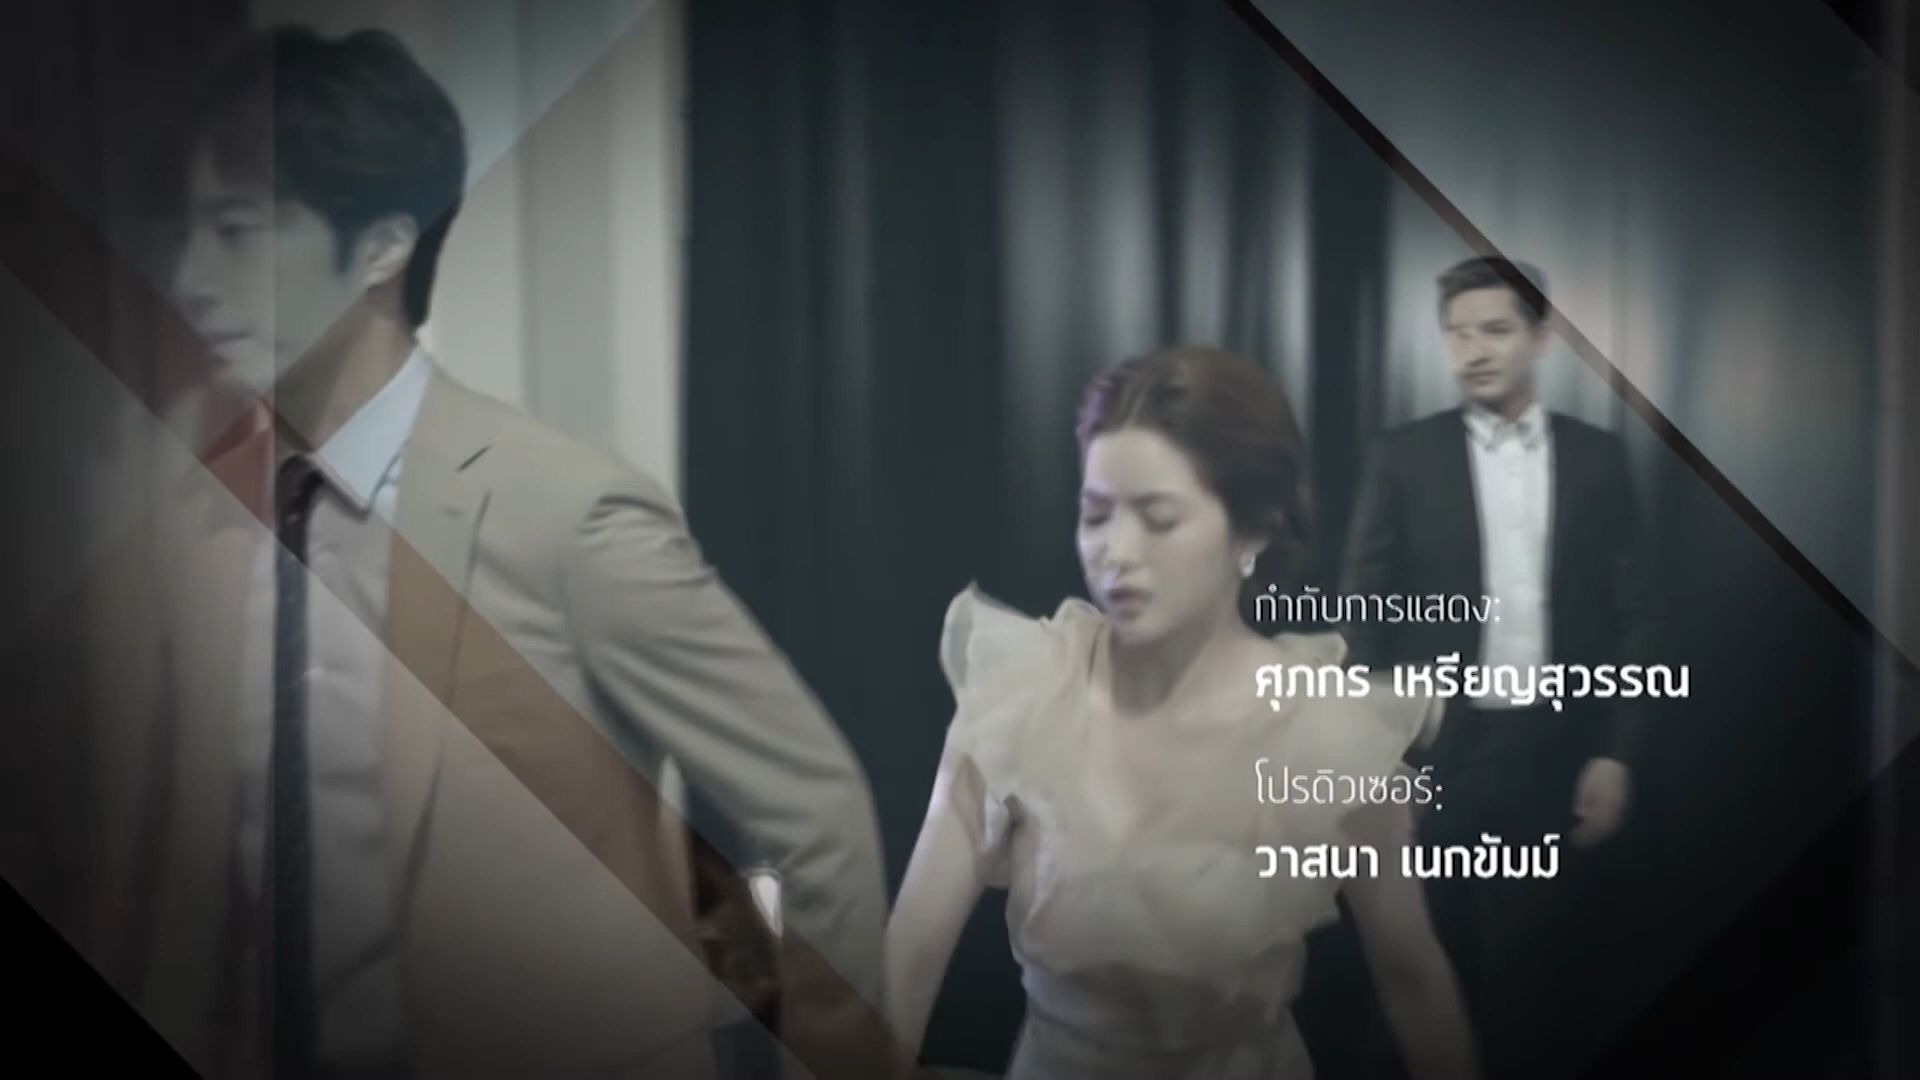 กำกับการแสดง:
ศุภกร เหรียญสุวรรณ
โปรดิวเซอร์:
วาสนา เนกขัมม์